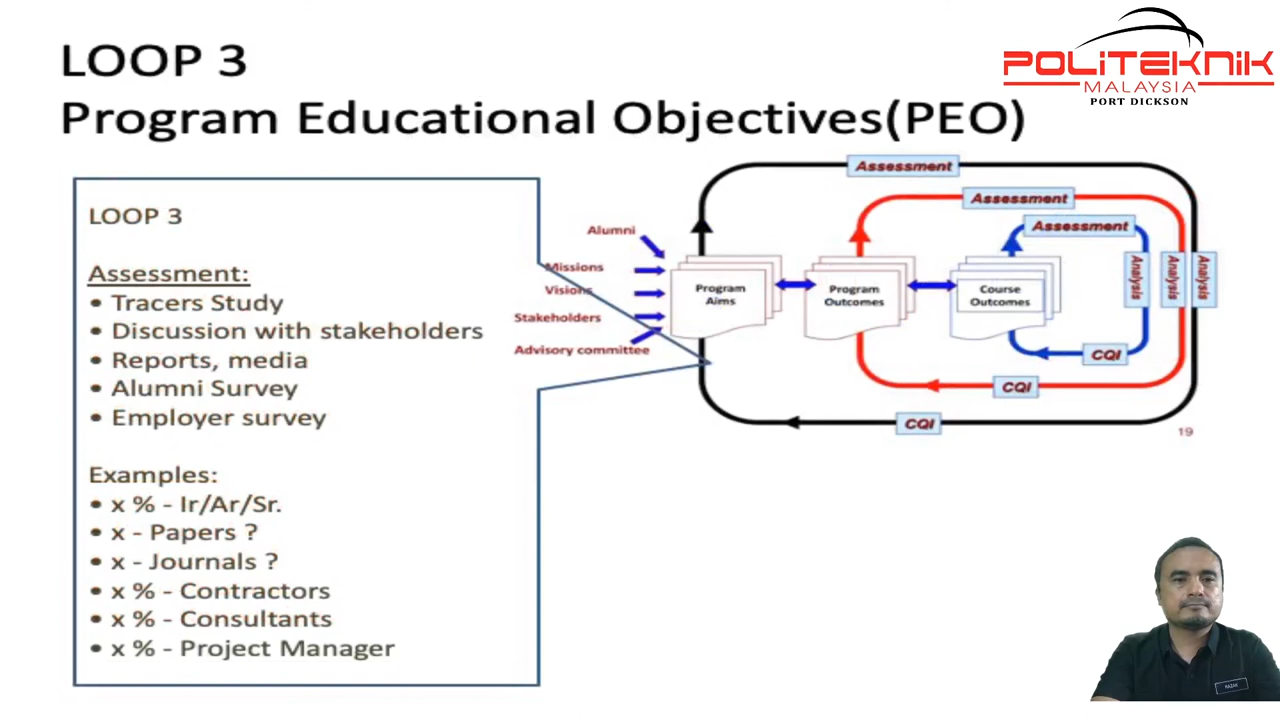 LOOP 3
Program Educational Objectives(PEO)
POLiTEKNiK
MALAYSIA
PORT DICKSON
LOOP 3
Assessment:
• Tracers Study
• Discussion with stakeholders
• Reports, media
• Alumni Survey
• Employer survey
Examples:
• x % - Ir/Ar/Sr.
• x - Papers ?
• x - Journals ?
• x % - Contractors
• x % - Consultants
• x % - Project Manager
Assessment
Assessment
Assessment
Alumni
Missions
Visions
Stakeholders
Advisory committee
Program
Aims
Program
Outcomes
Course
Outcomes
Analysis
Analysis
Analysis
CQI
CQI
CQI
19
RAZAK